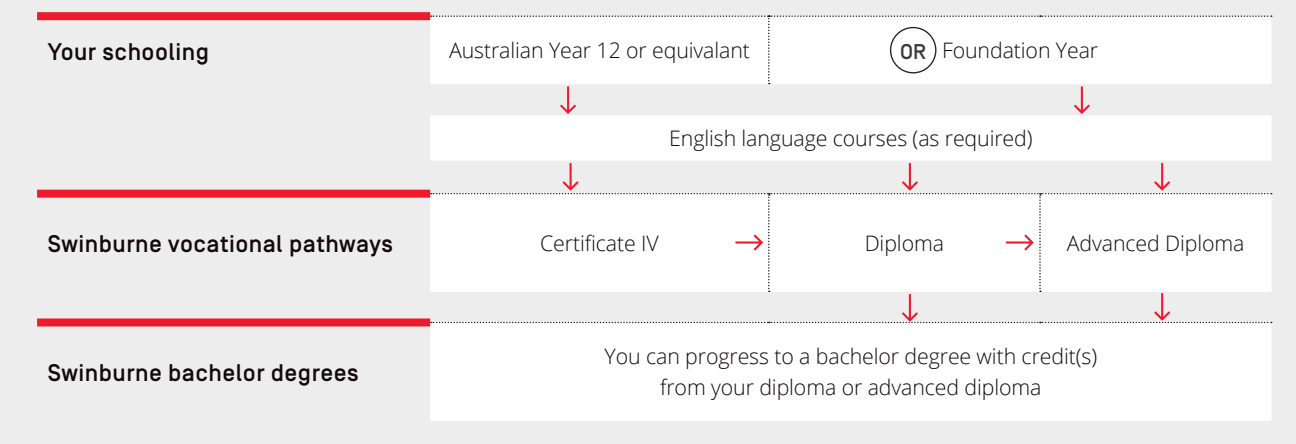 Your schooling
Australian Year 12 or equivalant
OR Foundation Year
English language courses (as required)
Swinburne vocational pathways
Certificate IV
Diploma
Advanced Diploma
Swinburne bachelor degrees
You can progress to a bachelor degree with credit(s)
from your diploma or advanced diploma